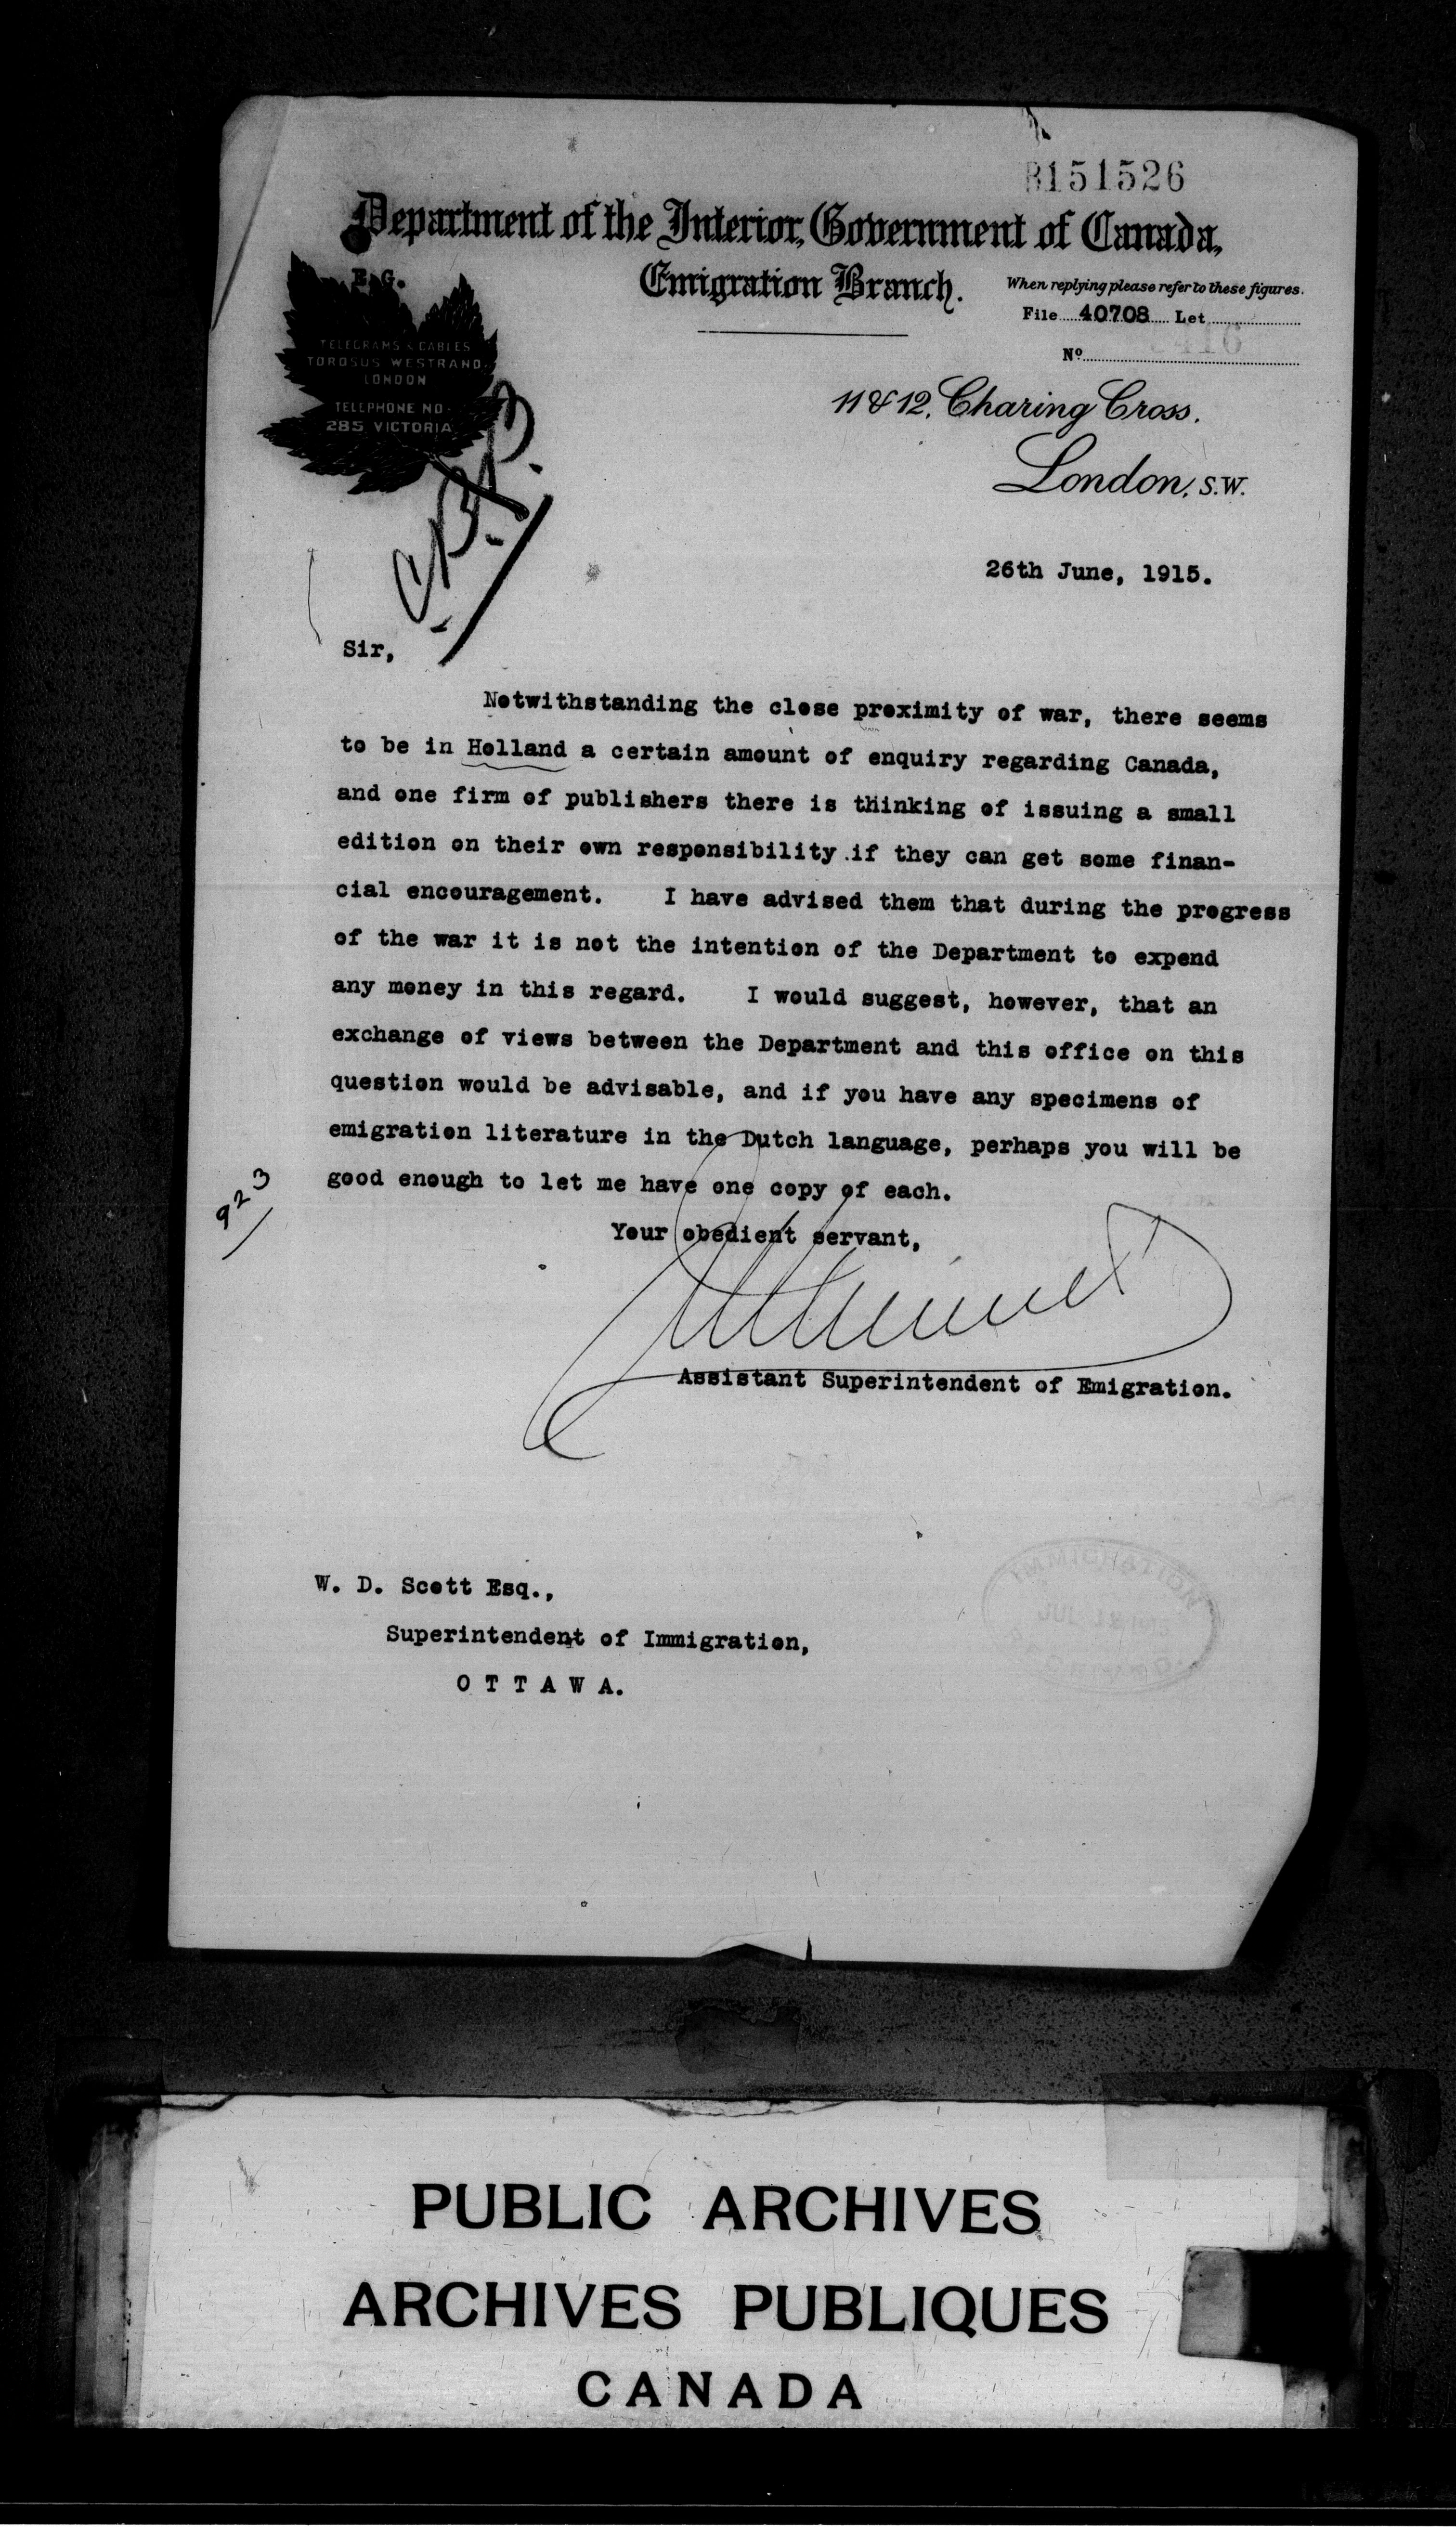 B151526
Department of the Interior, Government of Canada,
E.G.
Emigration Branch.
When replying please refer to these figures.
File 40708 Let
Nº
TELEGRAMS & CABLES
TOROSUS WESTRAND.
LONDON
TELEPHONE NO.
285 VICTORIA
11 & 12, Charing Cross.
London, S.W.
26th June, 1915.
Sir,
Notwithstanding the close proximity of war, there seems
to be in Holland a certain amount of enquiry regarding Canada,
and one firm of publishers there is thinking of issuing a small
edition on their own responsibility if they can get some finan-
cial encouragement. I have advised them that during the progress
of the war it is not the intention of the Department to expend
any money in this regard. I would suggest, however, that an
exchange of views between the Department and this office on this
question would be advisable, and if you have any specimens of
emigration literature in the Dutch language, perhaps you will be
good enough to let me have one copy of each.
923
Your obedient servant,
Assistant Superintendent of Emigration.
W. D. Scott Esq.,
Superintendent of Immigration,
OTTAWA.
IMMIGRATION
JUL 12 1915
RECEIVED
PUBLIC ARCHIVES
ARCHIVES PUBLIQUES
CANADA